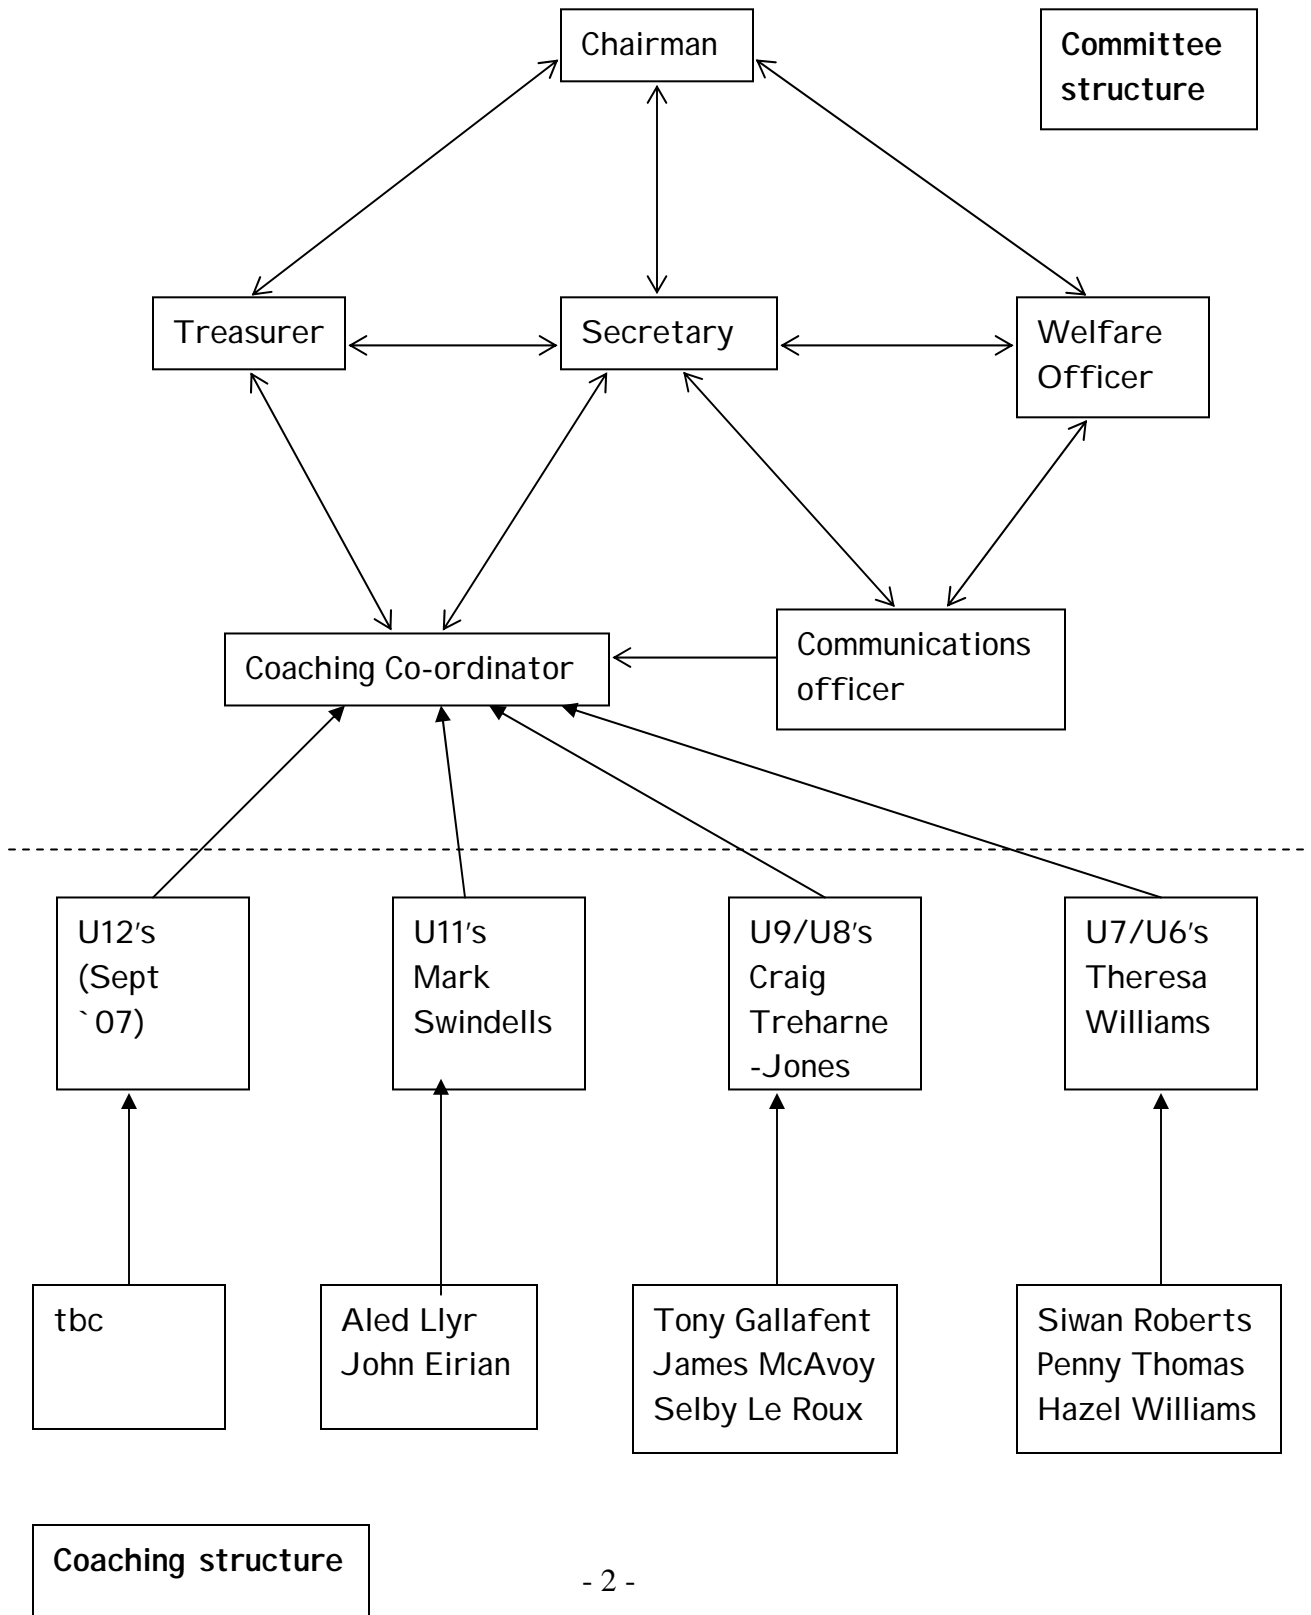 Chairman
Committee
structure
Treasurer
Secretary
Welfare
Officer
Coaching Co-ordinator
Communications
officer
U12's
(Sept
`07)
U11's
Mark
Swindells
U9/U8's
Craig
Treharne
-Jones
U7/U6's
Theresa
Williams
tbc
Aled Llyr
John Eirian
Tony Gallafent
James McAvoy
Selby Le Roux
Siwan Roberts
Penny Thomas
Hazel Williams
Coaching structure
- 2 -